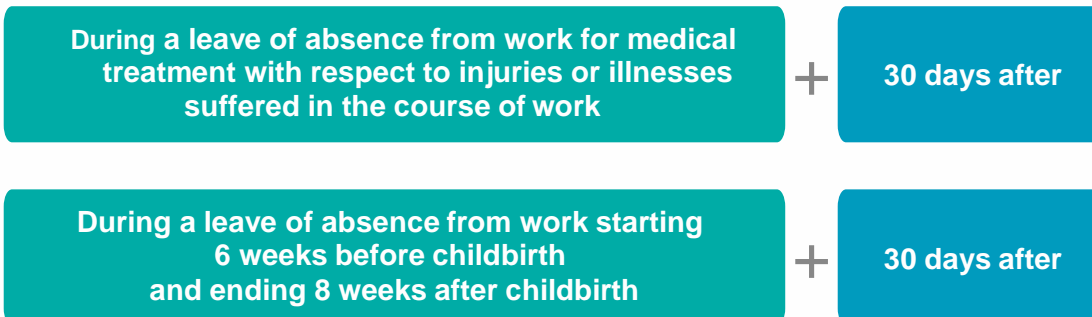 During a leave of absence from work for medical
treatment with respect to injuries or illnesses
suffered in the course of work
+
30 days after
During a leave of absence from work starting
6 weeks before childbirth
and ending 8 weeks after childbirth
+
30 days after